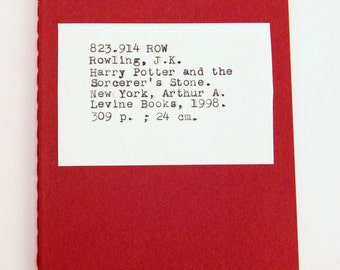 823.914 ROW
Rowling, J.K.
Harry Potter and the
Sorcerer's Stone.
New York, Arthur A.
Levine Books, 1998.
309 p. ; 24 cm.